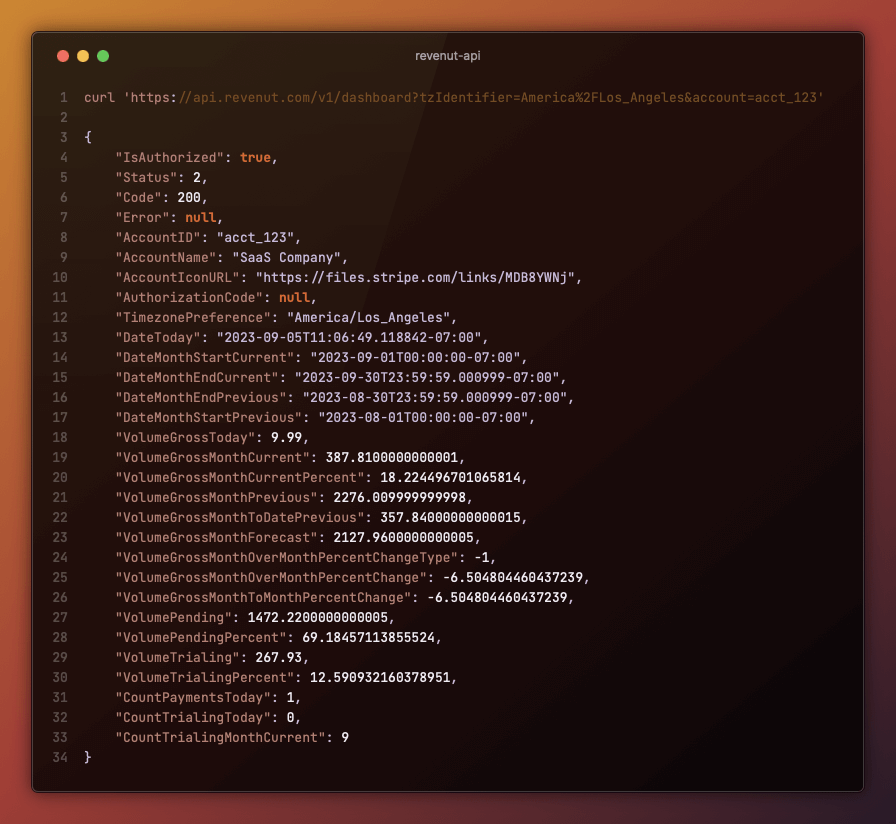 revenut-api
1 curl 'https://api.revenut.com/v1/dashboard?tzIdentifier=America%2FLos_Angeles&account=acct_123'
2
3 {
4 "IsAuthorized": true,
5 "Status": 2,
6 "Code": 200,
7 "Error": null,
8 "AccountID": "acct_123",
9 "AccountName": "SaaS Company",
10 "AccountIconURL": "https://files.stripe.com/links/MDB8YWNj",
11 "AuthorizationCode": null,
12 "TimezonePreference": "America/Los_Angeles",
13 "DateToday": "2023-09-05T11:06:49.118842-07:00",
14 "DateMonthStartCurrent": "2023-09-01T00:00:00-07:00",
15 "DateMonthEndCurrent": "2023-09-30T23:59:59.000999-07:00",
16 "DateMonthEndPrevious": "2023-08-30T23:59:59.000999-07:00",
17 "DateMonthStartPrevious": "2023-08-01T00:00:00-07:00",
18 "VolumeGrossToday": 9.99,
19 "VolumeGrossMonthCurrent": 387.8100000000001,
20 "VolumeGrossMonthCurrentPercent": 18.224496701065814,
21 "VolumeGrossMonthPrevious": 2276.009999999998,
22 "VolumeGrossMonthToDatePrevious": 357.84000000000015,
23 "VolumeGrossMonthForecast": 2127.9600000000005,
24 "VolumeGrossMonthOverMonthPercentChangeType": -1,
25 "VolumeGrossMonthOverMonthPercentChange": -6.504804460437239,
26 "VolumeGrossMonthToMonthPercentChange": -6.504804460437239,
27 "VolumePending": 1472.2200000000005,
28 "VolumePendingPercent": 69.18457113855524,
29 "VolumeTrialing": 267.93,
30 "VolumeTrialingPercent": 12.590932160378951,
31 "CountPaymentsToday": 1,
32 "CountTrialingToday": 0,
33 "CountTrialingMonthCurrent": 9
34 }